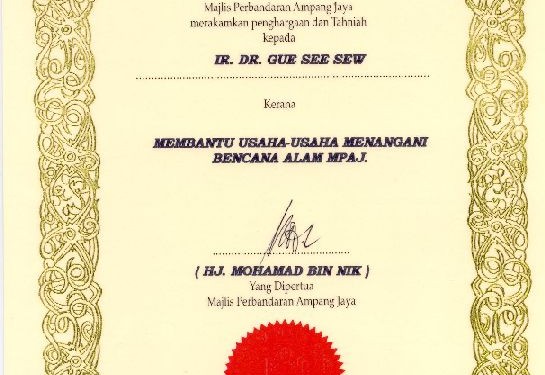 Majlis Perbandaran Ampang Jaya
merakamkan penghargaan dan Tahniah
kepada
IR. DR. GUE SEE SEW
Kerana
MEMBANTU USAHA-USAHA MENANGANI
BENCANA ALAM MPAJ.
( HJ. MOHAMAD BIN NIK )
Yang Dipertua
Majlis Perbandaran Ampang Jaya